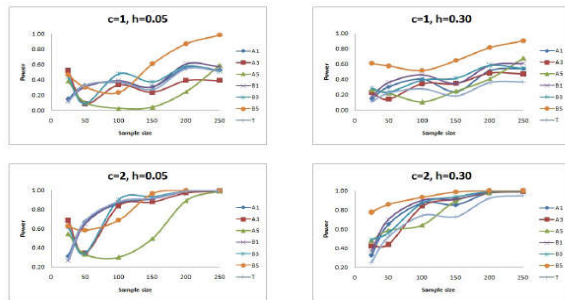 c=1, h=0.05
1.00
0.80
0.60
0.40
0.20
0.00
Power
0 50 100 150 200 250
Sample size
A1
A3
A5
B1
B3
B5
T
c=1, h=0.30
1.00
0.80
0.60
0.40
0.20
0.00
Power
0 50 100 150 200 250
Sample size
A1
A3
A5
B1
B3
B5
T
c=2, h=0.05
1.00
0.80
0.60
0.40
0.20
Power
0 50 100 150 200 250
Sample size
A1
A3
A5
B1
B3
B5
T
c=2, h=0.30
1.00
0.80
0.60
0.40
0.20
Power
0 50 100 150 200 250
Sample size
A1
A3
A5
B1
B3
B5
T